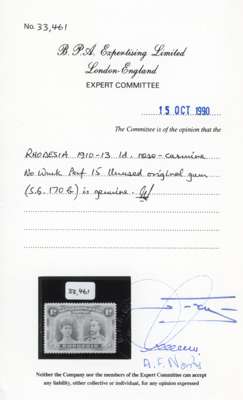 No. 33,461
B. P. A. Expertising Limited
London-England
EXPERT COMMITTEE
15 OCT 1990
The Committee is of the opinion that the
RHODESIA 1910-13 1d. rose-carmine
No Wmk Perf 15 Unused original gum
(S.G. 170 b) is genuine.
33,461
RHODESIA
Neither the Company nor the members of the Expert Committee can accept
any liability, either collective or individual, for any opinion expressed